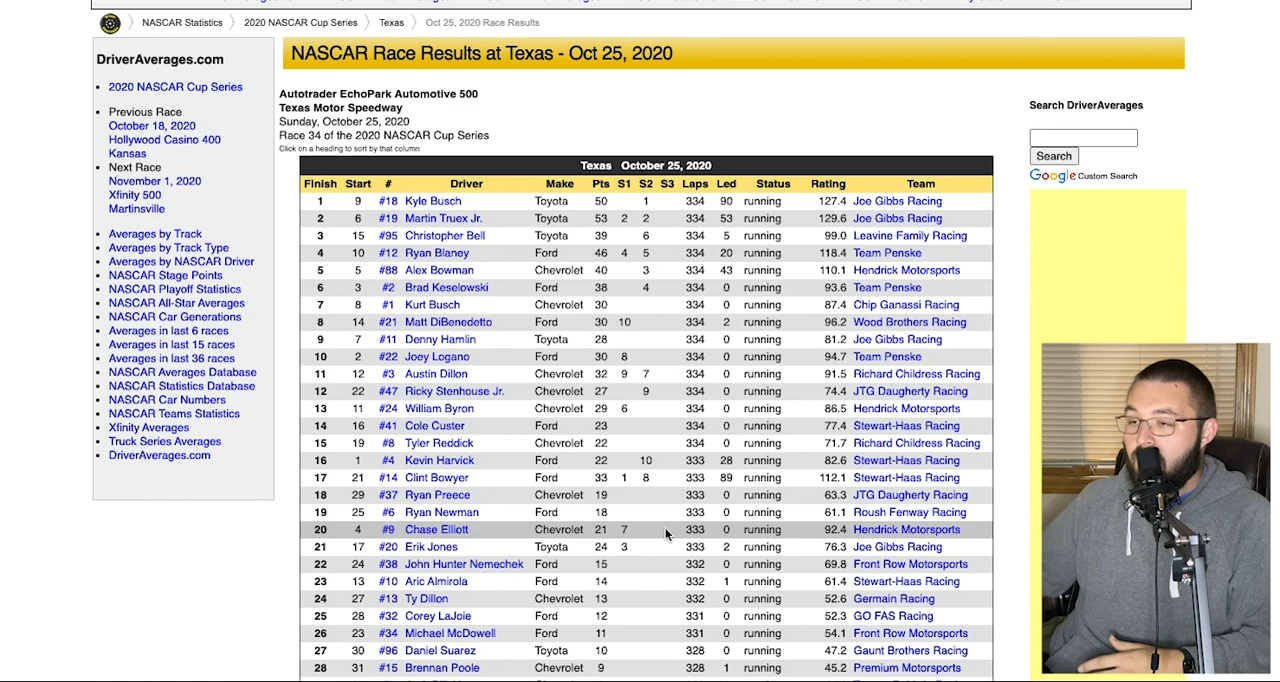 NASCAR Statistics 2020 NASCAR Cup Series Texas Oct 25, 2020 Race Results
DriverAverages.com
2020 NASCAR Cup Series
Previous Race
October 18, 2020
Hollywood Casino 400
Kansas
Next Race
November 1, 2020
Xfinity 500
Martinsville
Averages by Track
Averages by Track Type
Averages by NASCAR Driver
NASCAR Stage Points
NASCAR Playoff Statistics
NASCAR All-Star Averages
NASCAR Car Generations
Averages in last 6 races
Averages in last 15 races
Averages in last 36 races
NASCAR Averages Database
NASCAR Statistics Database
NASCAR Car Numbers
NASCAR Teams Statistics
Xfinity Averages
Truck Series Averages
DriverAverages.com
NASCAR Race Results at Texas - Oct 25, 2020
Autotrader EchoPark Automotive 500
Texas Motor Speedway
Sunday, October 25, 2020
Race 34 of the 2020 NASCAR Cup Series
Click on a heading to sort by that column
Texas October 25, 2020
Finish Start # Driver Make Pts S1 S2 S3 Laps Led Status Rating Team
1 9 #18 Kyle Busch Toyota 50 1 334 90 running 127.4 Joe Gibbs Racing
2 6 #19 Martin Truex Jr. Toyota 53 2 2 334 53 running 129.6 Joe Gibbs Racing
3 15 #95 Christopher Bell Toyota 39 6 334 5 running 99.0 Leavine Family Racing
4 10 #12 Ryan Blaney Ford 46 4 5 334 20 running 118.4 Team Penske
5 5 #88 Alex Bowman Chevrolet 40 3 334 43 running 110.1 Hendrick Motorsports
6 3 #2 Brad Keselowski Ford 38 4 334 0 running 93.6 Team Penske
7 8 #1 Kurt Busch Chevrolet 30 334 0 running 87.4 Chip Ganassi Racing
8 14 #21 Matt DiBenedetto Ford 30 10 334 2 running 96.2 Wood Brothers Racing
9 7 #11 Denny Hamlin Toyota 28 334 0 running 81.2 Joe Gibbs Racing
10 2 #22 Joey Logano Ford 30 8 334 0 running 94.7 Team Penske
11 12 #3 Austin Dillon Chevrolet 32 9 7 334 0 running 91.5 Richard Childress Racing
12 22 #47 Ricky Stenhouse Jr. Chevrolet 27 9 334 0 running 74.4 JTG Daugherty Racing
13 11 #24 William Byron Chevrolet 29 6 334 0 running 86.5 Hendrick Motorsports
14 16 #41 Cole Custer Ford 23 334 0 running 77.4 Stewart-Haas Racing
15 19 #8 Tyler Reddick Chevrolet 22 334 0 running 71.7 Richard Childress Racing
16 1 #4 Kevin Harvick Ford 22 10 333 28 running 82.6 Stewart-Haas Racing
17 21 #14 Clint Bowyer Ford 33 1 8 333 89 running 112.1 Stewart-Haas Racing
18 29 #37 Ryan Preece Chevrolet 19 333 0 running 63.3 JTG Daugherty Racing
19 25 #6 Ryan Newman Ford 18 333 0 running 61.1 Roush Fenway Racing
20 4 #9 Chase Elliott Chevrolet 21 7 333 0 running 92.4 Hendrick Motorsports
21 17 #20 Erik Jones Toyota 24 3 333 2 running 76.3 Joe Gibbs Racing
22 24 #38 John Hunter Nemechek Ford 15 332 0 running 69.8 Front Row Motorsports
23 13 #10 Aric Almirola Ford 14 332 1 running 61.4 Stewart-Haas Racing
24 27 #13 Ty Dillon Chevrolet 13 332 0 running 52.6 Germain Racing
25 28 #32 Corey LaJoie Ford 12 331 0 running 52.3 GO FAS Racing
26 23 #34 Michael McDowell Ford 11 331 0 running 54.1 Front Row Motorsports
27 30 #96 Daniel Suarez Toyota 10 328 0 running 47.2 Gaunt Brothers Racing
28 31 #15 Brennan Poole Chevrolet 9 328 1 running 45.2 Premium Motorsports
Search DriverAverages
Search
Google Custom Search